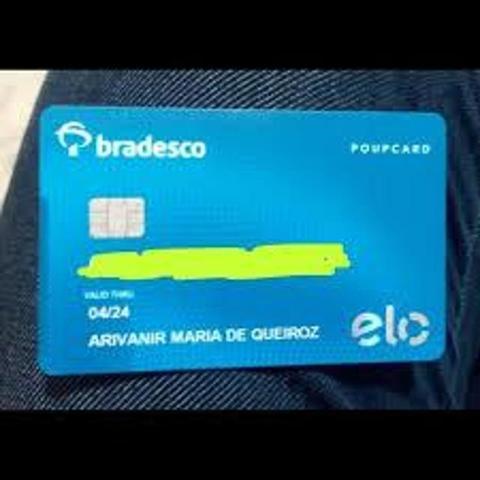 bradesco
POUPCARD
VALID THRU
04/24
ARIVANIR MARIA DE QUEIROZ
elo